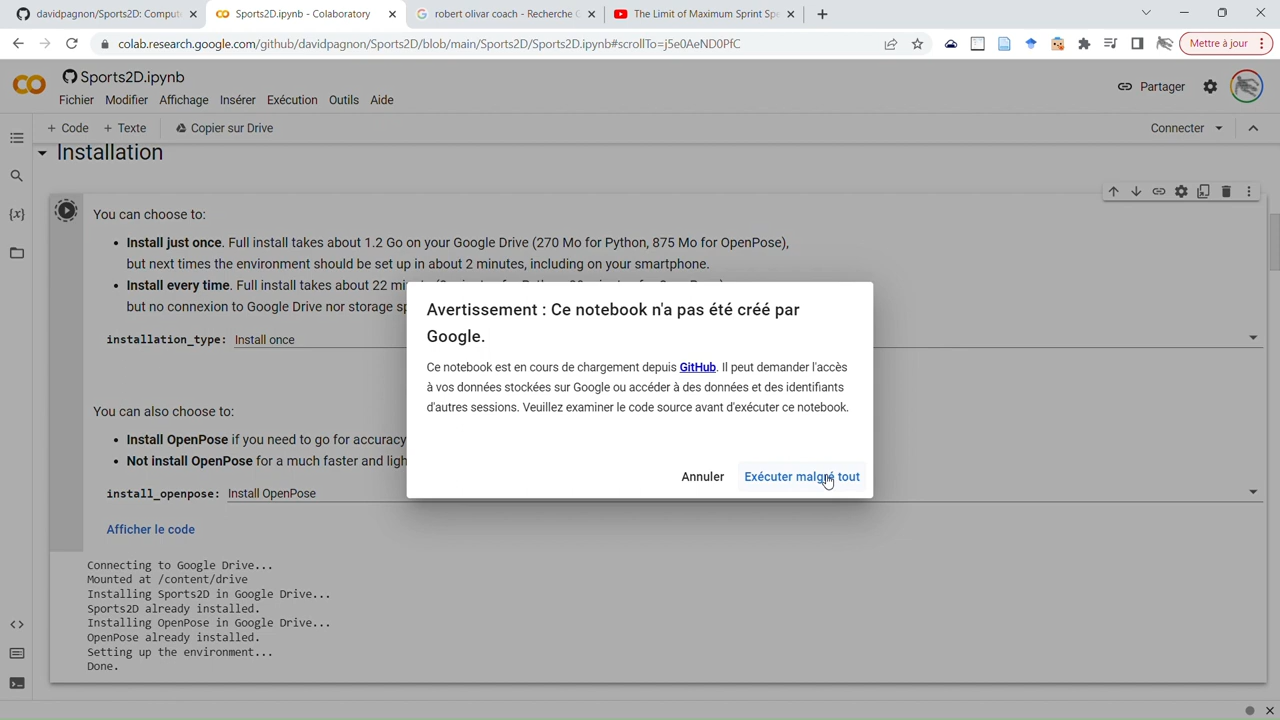 davidpagnon/Sports2D: Comput
Sports2D.ipynb - Colaboratory
robert olivar coach - Recherche
The Limit of Maximum Sprint Sp
colab.research.google.com/github/davidpagnon/Sports2D/blob/main/Sports2D/Sports2D.ipynb#scrollTo=j5e0AeND0PfC
Mettre à jour
Sports2D.ipynb
Partager
Fichier Modifier Affichage Insérer Exécution Outils Aide
+ Code + Texte Copier sur Drive
Connecter
Installation
You can choose to:
• Install just once. Full install takes about 1.2 Go on your Google Drive (270 Mo for Python, 875 Mo for OpenPose),
but next times the environment should be set up in about 2 minutes, including on your smartphone.
• Install every time. Full install takes about 22
but no connexion to Google Drive nor storage
installation_type: Install once
You can also choose to:
• Install OpenPose if you need to go for accuracy
• Not install OpenPose for a much faster and
install_openpose: Install OpenPose
Afficher le code
Avertissement : Ce notebook n'a pas été créé par
Google.
Ce notebook est en cours de chargement depuis GitHub. Il peut demander l'accès
à vos données stockées sur Google ou accéder à des données et des identifiants
d'autres sessions. Veuillez examiner le code source avant d'exécuter ce notebook.
Annuler Exécuter malgré tout
Connecting to Google Drive...
Mounted at /content/drive
Installing Sports2D in Google Drive...
Sports2D already installed.
Installing OpenPose in Google Drive...
OpenPose already installed.
Setting up the environment...
Done.